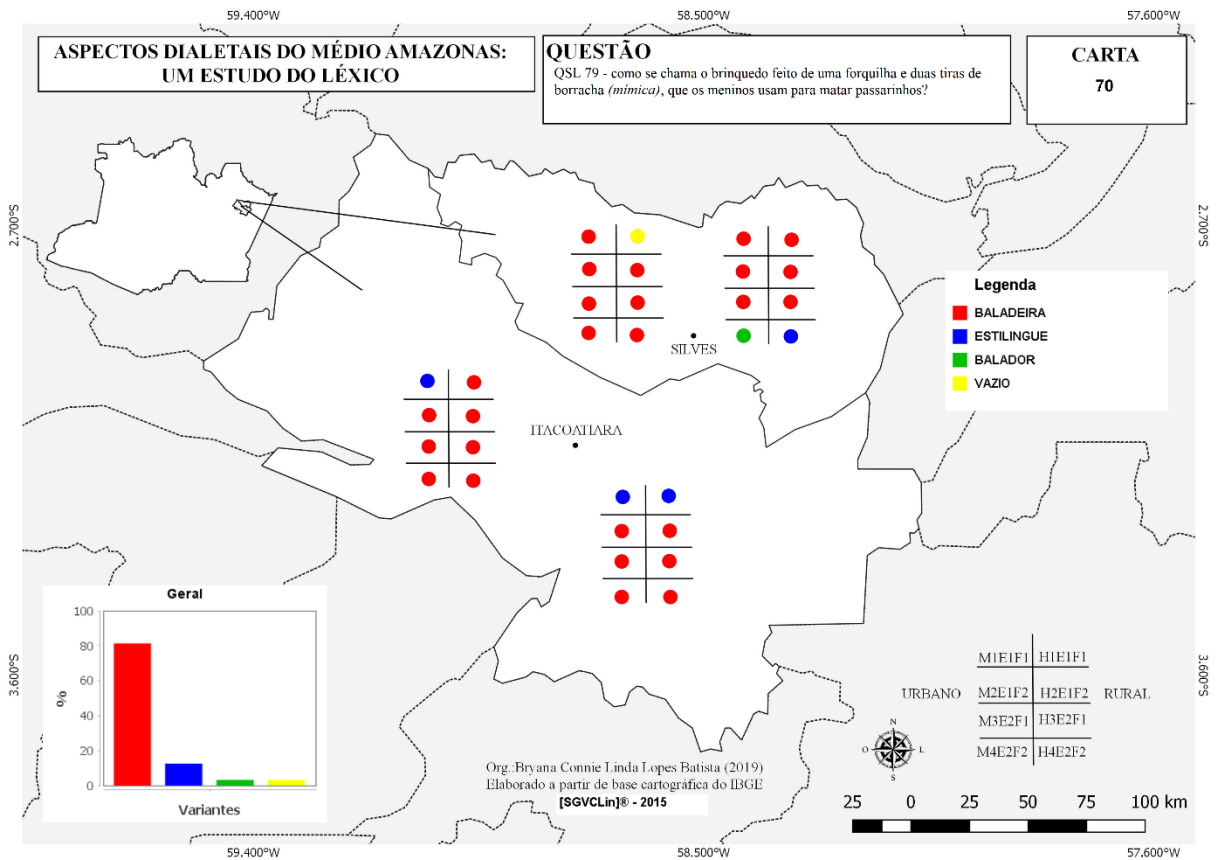 59.400°W
58.500°W
57.600°W
ASPECTOS DIALETAIS DO MÉDIO AMAZONAS:
UM ESTUDO DO LÉXICO
QUESTÃO
QSL 79 - como se chama o brinquedo feito de uma forquilha e duas tiras de
borracha (mímica), que os meninos usam para matar passarinhos?
CARTA
70
2.700°S
2.700°S
SILVES
ITACOATIARA
Legenda
BALADEIRA
ESTILINGUE
BALADOR
VAZIO
Geral
100
80
60
40
20
0
%
Variantes
3.600°S
3.600°S
M1E1F1 H1E1F1
URBANO M2E1F2 H2E1F2 RURAL
M3E2F1 H3E2F1
M4E2F2 H4E2F2
N
O L
S
Org.:Bryana Connie Linda Lopes Batista (2019)
Elaborado a partir de base cartográfica do IBGE
[SGVCLin]® - 2015
25 0 25 50 75 100 km
59.400°W
58.500°W
57.600°W